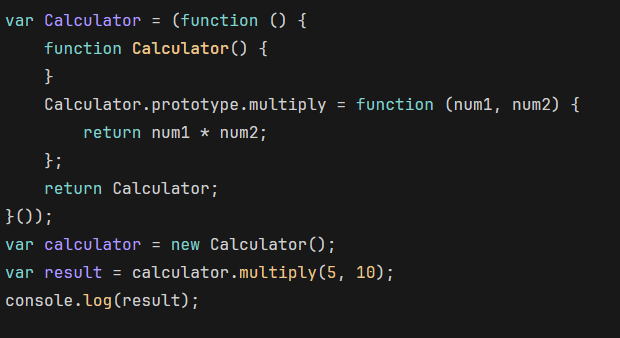 var Calculator = (function () {
    function Calculator() {
    }
    Calculator.prototype.multiply = function (num1, num2) {
        return num1 * num2;
    };
    return Calculator;
}());
var calculator = new Calculator();
var result = calculator.multiply(5, 10);
console.log(result);